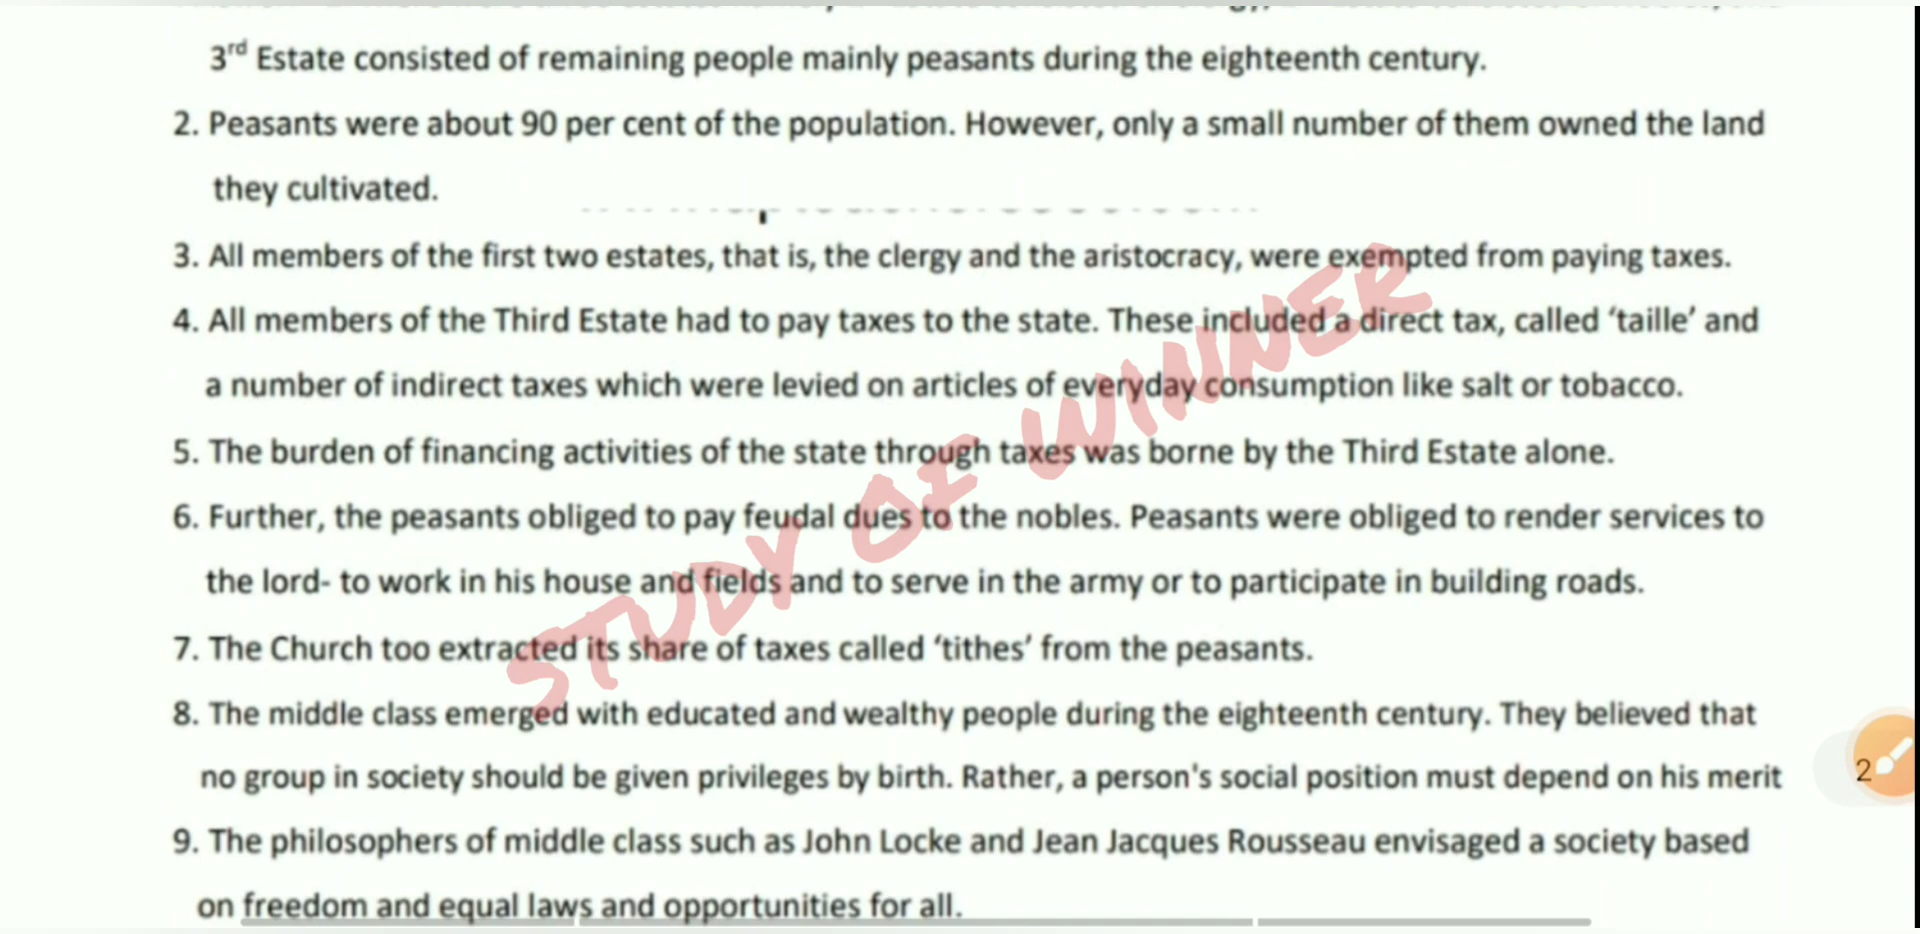 3rd Estate consisted of remaining people mainly peasants during the eighteenth century.
2. Peasants were about 90 per cent of the population. However, only a small number of them owned the land
they cultivated.
3. All members of the first two estates, that is, the clergy and the aristocracy, were exempted from paying taxes.
4. All members of the Third Estate had to pay taxes to the state. These included a direct tax, called ‘taille’ and
a number of indirect taxes which were levied on articles of everyday consumption like salt or tobacco.
5. The burden of financing activities of the state through taxes was borne by the Third Estate alone.
6. Further, the peasants obliged to pay feudal dues to the nobles. Peasants were obliged to render services to
the lord- to work in his house and fields and to serve in the army or to participate in building roads.
7. The Church too extracted its share of taxes called ‘tithes’ from the peasants.
8. The middle class emerged with educated and wealthy people during the eighteenth century. They believed that
no group in society should be given privileges by birth. Rather, a person's social position must depend on his merit
9. The philosophers of middle class such as John Locke and Jean Jacques Rousseau envisaged a society based
on freedom and equal laws and opportunities for all.
STUDY OF WINNER
2